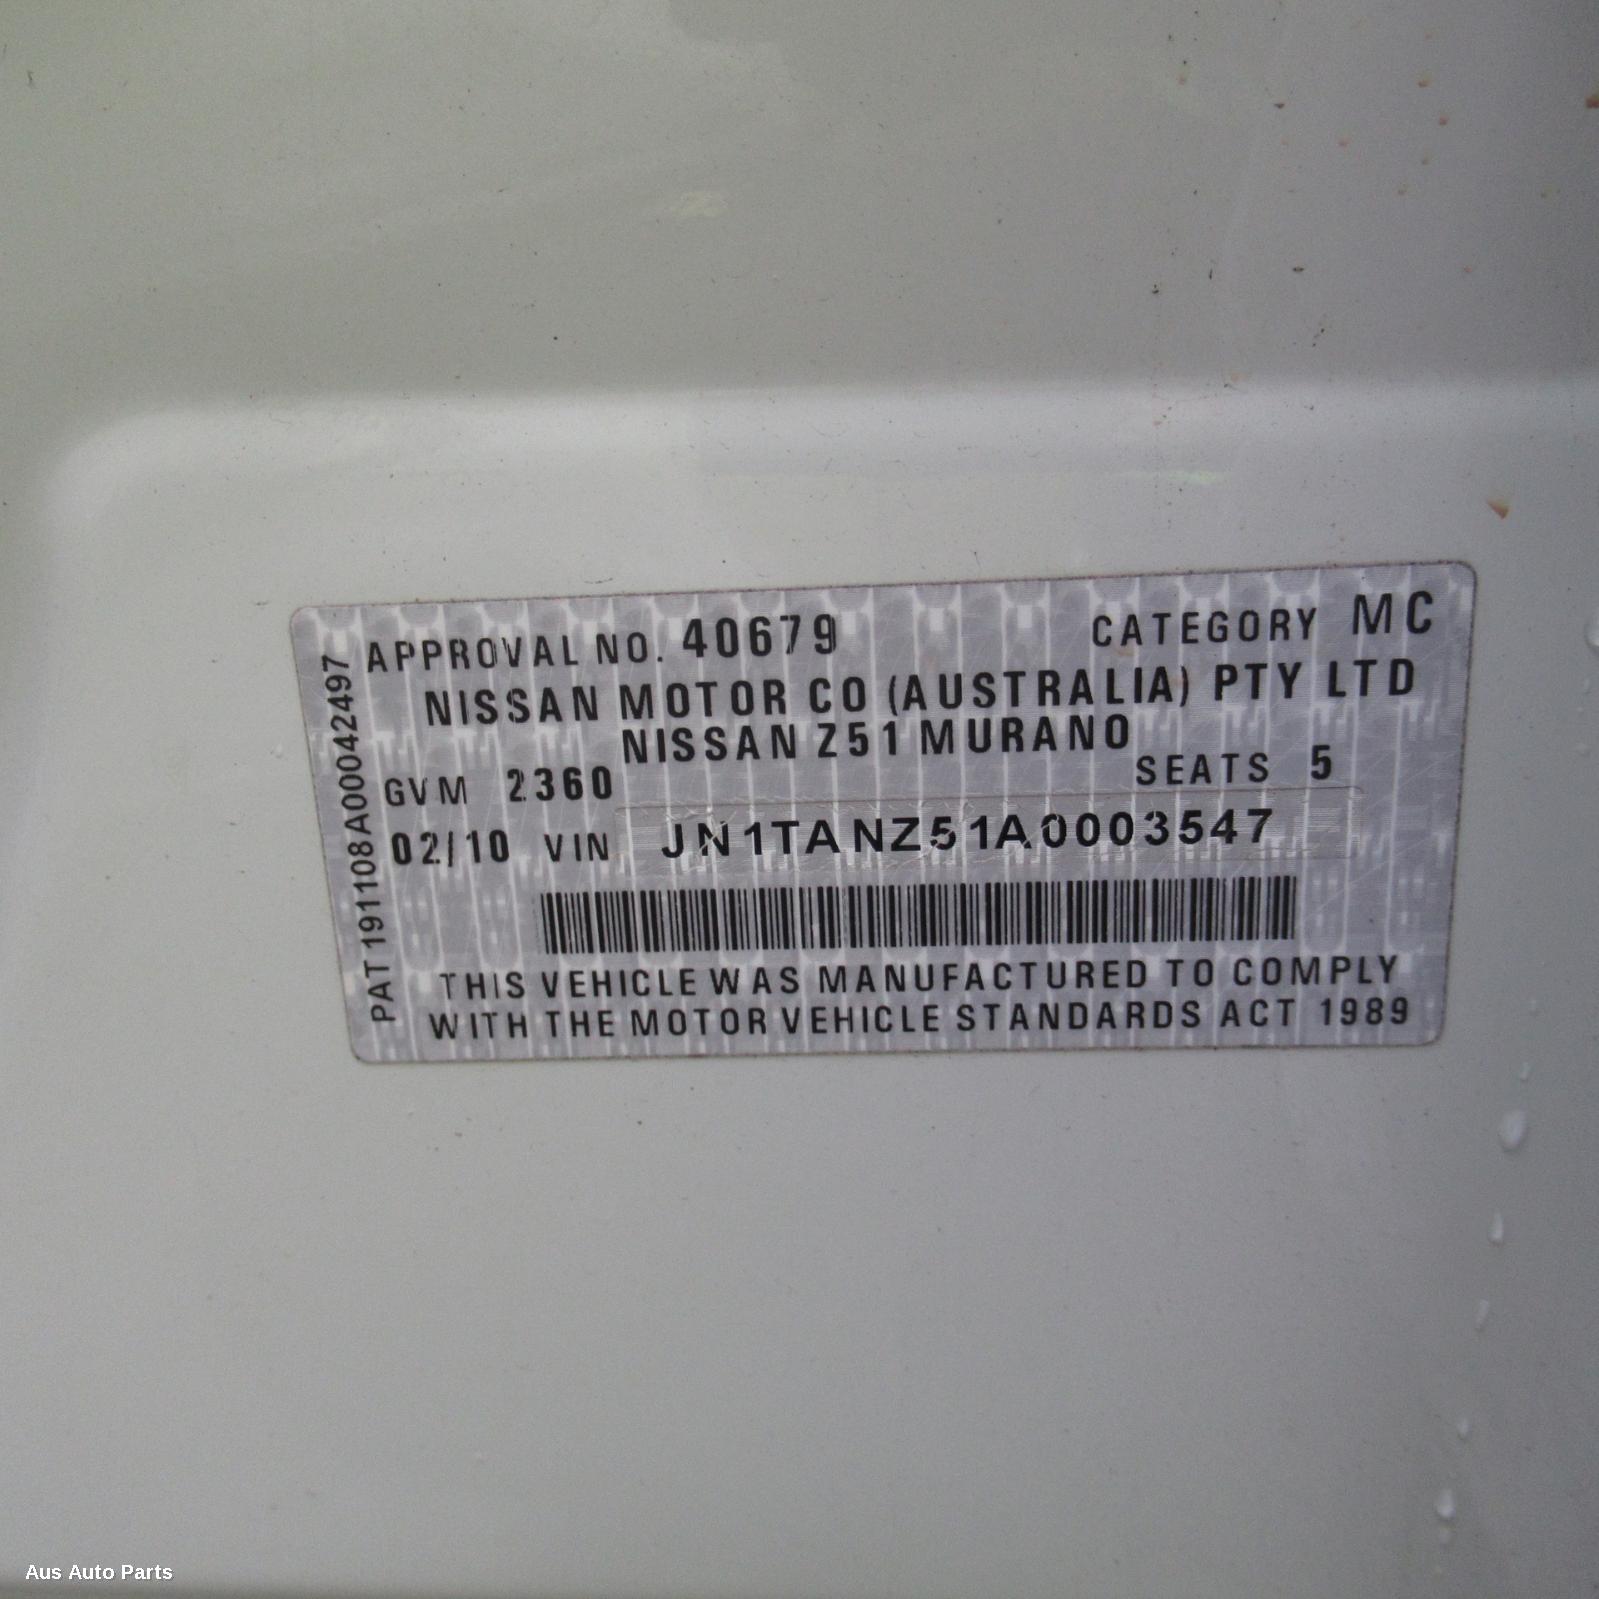 APPROVAL NO. 40679 CATEGORY MC
NISSAN MOTOR CO (AUSTRALIA) PTY LTD
NISSAN Z51 MURANO
GVM 2360 SEATS 5
02/10 VIN JN1TANZ51A0003547
THIS VEHICLE WAS MANUFACTURED TO COMPLY
WITH THE MOTOR VEHICLE STANDARDS ACT 1989
PAT 191108A00042497
Aus Auto Parts